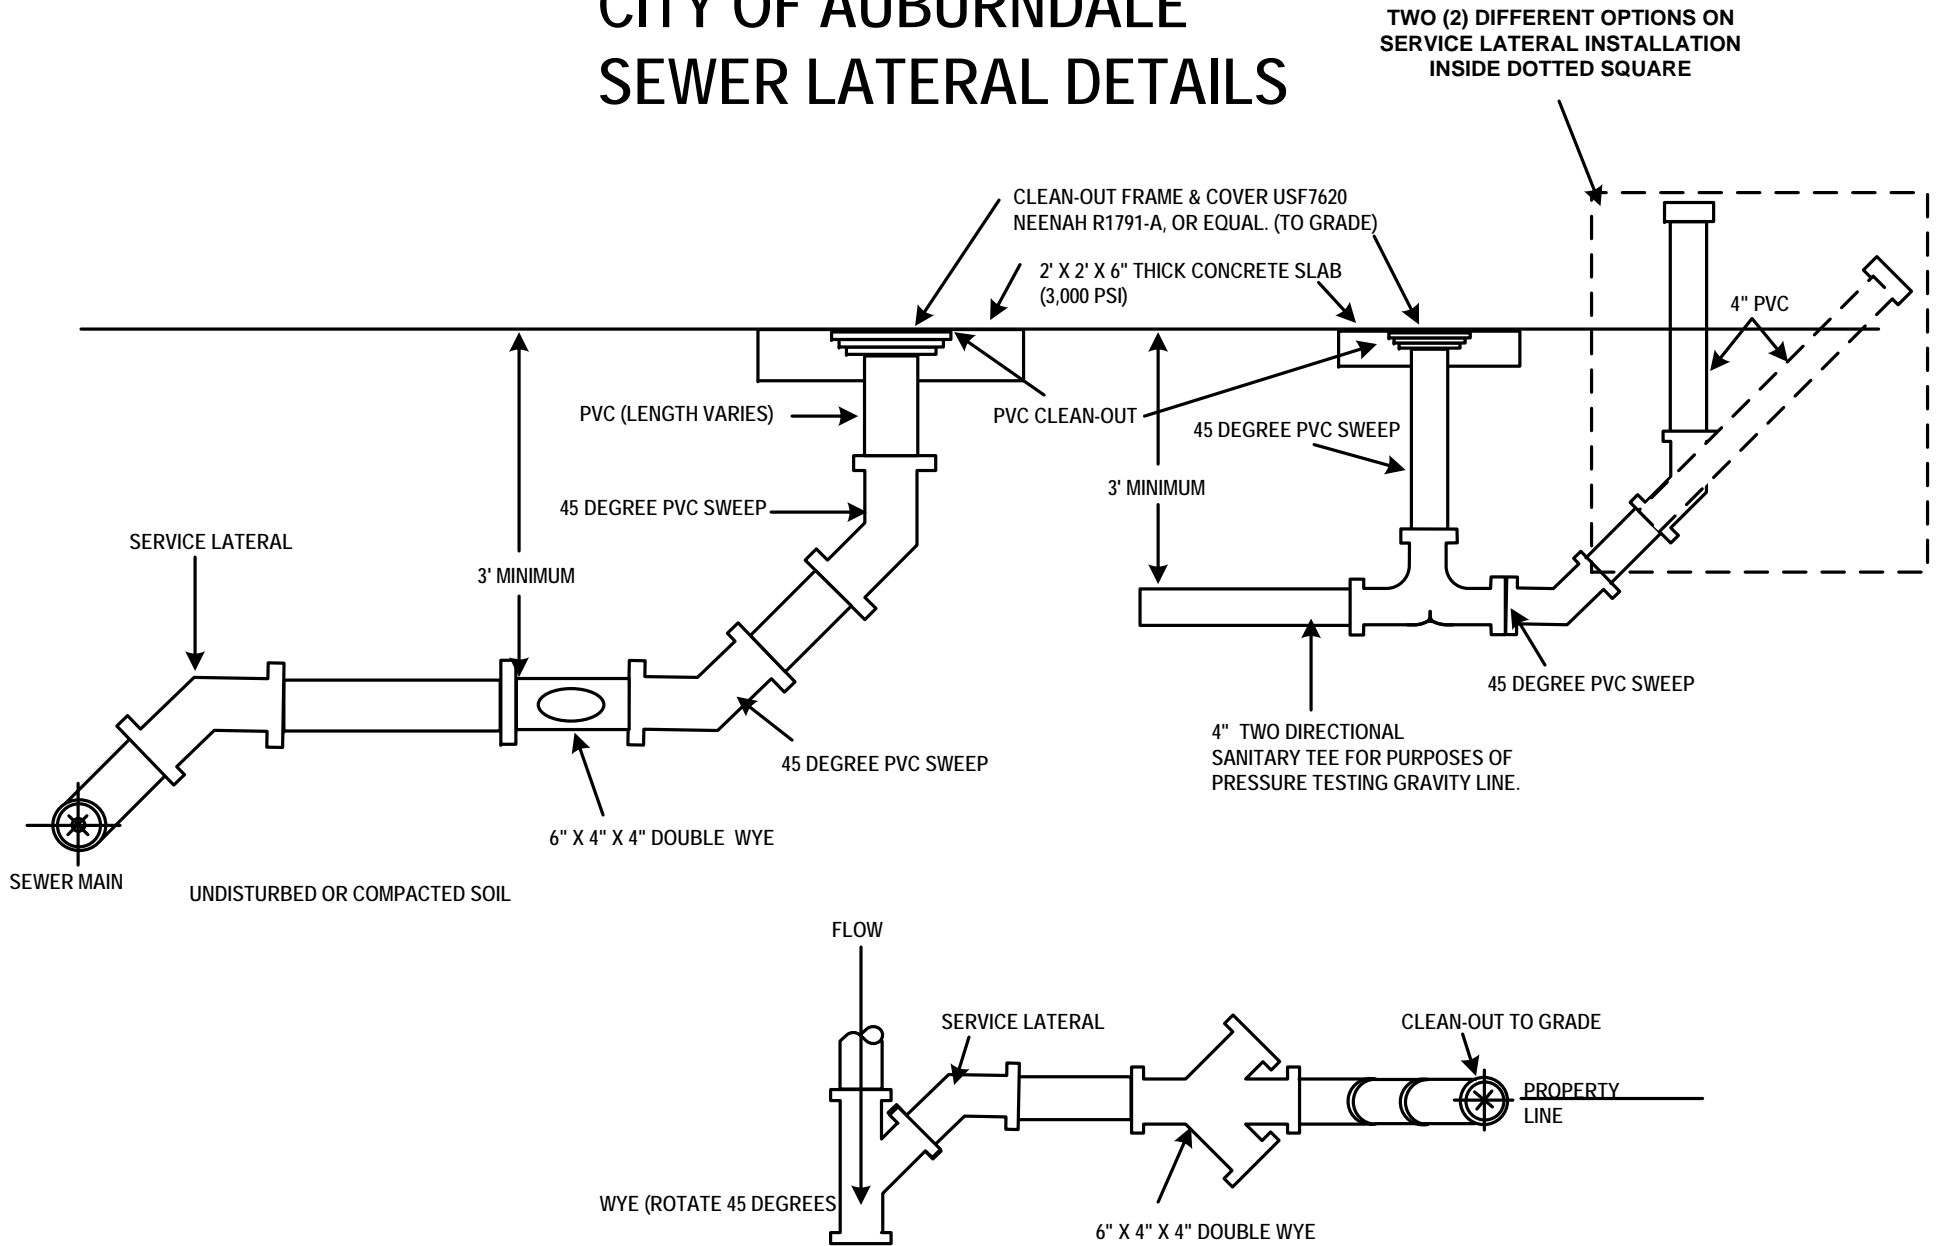 CITY OF AUBURNDALE
SEWER LATERAL DETAILS
TWO (2) DIFFERENT OPTIONS ON
SERVICE LATERAL INSTALLATION
INSIDE DOTTED SQUARE
CLEAN-OUT FRAME & COVER USF7620
NEENAH R1791-A, OR EQUAL. (TO GRADE)
2' X 2' X 6" THICK CONCRETE SLAB
(3,000 PSI)
4" PVC
PVC (LENGTH VARIES)
PVC CLEAN-OUT
45 DEGREE PVC SWEEP
3' MINIMUM
45 DEGREE PVC SWEEP
SERVICE LATERAL
3' MINIMUM
45 DEGREE PVC SWEEP
4" TWO DIRECTIONAL
SANITARY TEE FOR PURPOSES OF
PRESSURE TESTING GRAVITY LINE.
45 DEGREE PVC SWEEP
6" X 4" X 4" DOUBLE WYE
SEWER MAIN
UNDISTURBED OR COMPACTED SOIL
FLOW
SERVICE LATERAL
CLEAN-OUT TO GRADE
PROPERTY
LINE
WYE (ROTATE 45 DEGREES
6" X 4" X 4" DOUBLE WYE